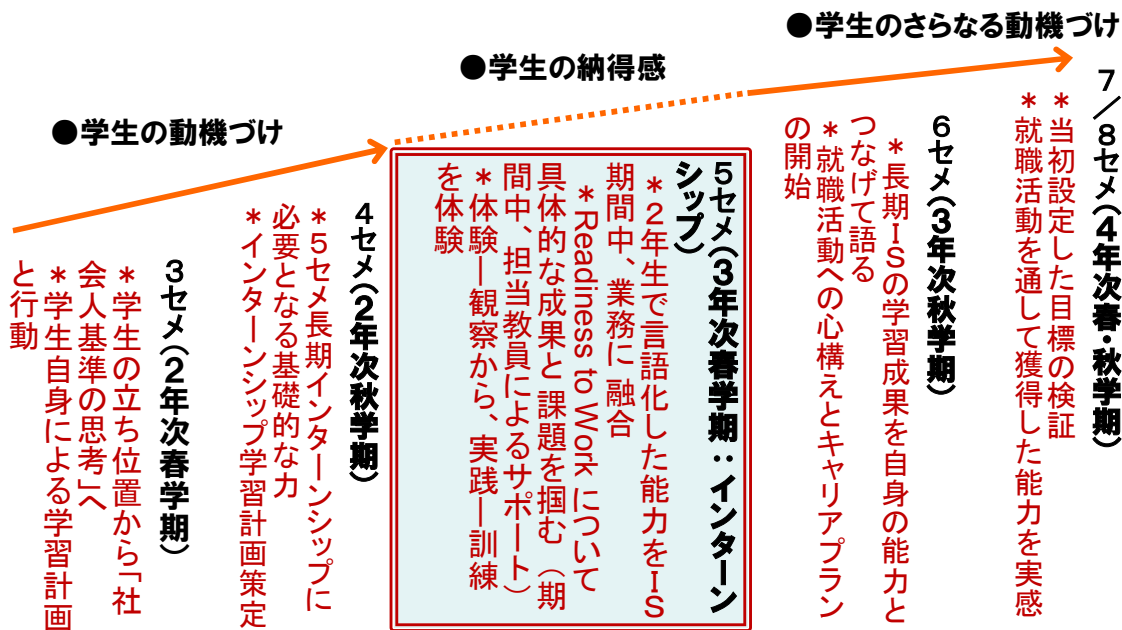 ●学生の動機づけ
●学生の納得感
●学生のさらなる動機づけ
3セメ(2年次春学期)
＊学生の立ち位置から「社
会人基準の思考」へ
＊学生自身による学習計画
と行動
4セメ(2年次秋学期)
＊5セメ長期インターンシップに
必要となる基礎的な力
＊インターンシップ学習計画策定
5セメ(3年次春学期：インターン
シップ)
＊2年生で言語化した能力をIS
期間中、業務に 融合
＊Readiness to Work について
具体的な成果と 課題を掴む （期
間中、担当教員によるサポート）
＊体験―観察から、実践―訓練
を体験
6セメ(3年次秋学期)
＊長期ISの学習成果を自身の能力と
つなげて語る
＊就職活動への心構えとキャリアプラン
の開始
7／8セメ(4年次春・秋学期)
＊当初設定した目標の検証
＊就職活動を通して獲得した能力を実感